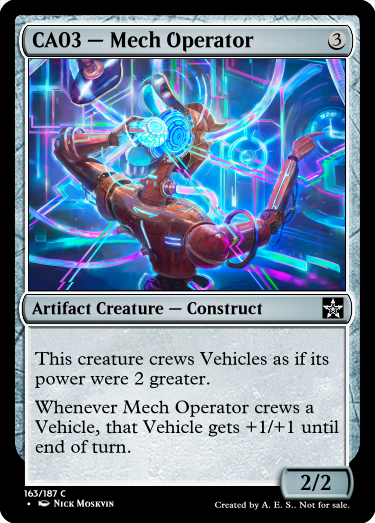 CA03 — Mech Operator 3
Artifact Creature — Construct
This creature crews Vehicles as if its
power were 2 greater.
Whenever Mech Operator crews a
Vehicle, that Vehicle gets +1/+1 until
end of turn.
2/2
163/187 C
• Nick Moskvin
Created by A. E. S.. Not for sale.